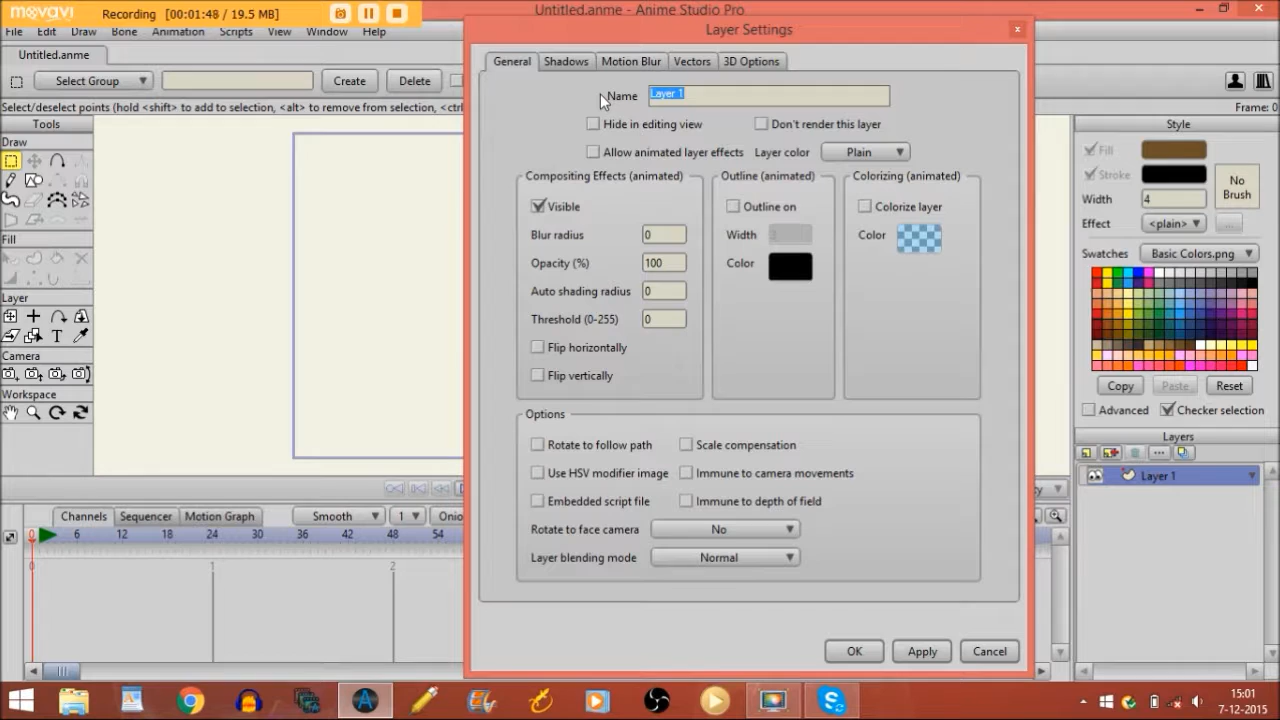 movavi
Recording (00:01:48 / 19.5 MB)
Untitled.anme - Anime Studio Pro
File Edit Draw Bone Animation Scripts View Window Help
Layer Settings
Untitled.anme
General Shadows Motion Blur Vectors 3D Options
Select Group Create Delete
Name Layer 1
Select/deselect points (hold <shift> to add to selection, <alt> to remove from selection, <ctrl
Frame: 0
Tools
Style
Hide in editing view Don't render this layer
Draw
Fill
Allow animated layer effects Layer color Plain
Stroke
No Brush
Compositing Effects (animated) Outline (animated) Colorizing (animated)
Width 4
Visible Outline on Colorize layer
Effect <plain> ...
Blur radius 0 Width Color
Fill
Swatches Basic Colors.png
Opacity (%) 100 Color
Auto shading radius 0
Layer
Threshold (0-255) 0
T
Flip horizontally
Camera
Flip vertically
Copy Paste Reset
Workspace
Advanced Checker selection
Options
Layers
Rotate to follow path Scale compensation
Use HSV modifier image Immune to camera movements
Layer 1
Embedded script file Immune to depth of field
Channels Sequencer Motion Graph Smooth 1 Onio
Rotate to face camera No
0 6 12 18 24 30 36 42 48 54
Layer blending mode Normal
0 1 2
OK Apply Cancel
15:01
7-12-2015